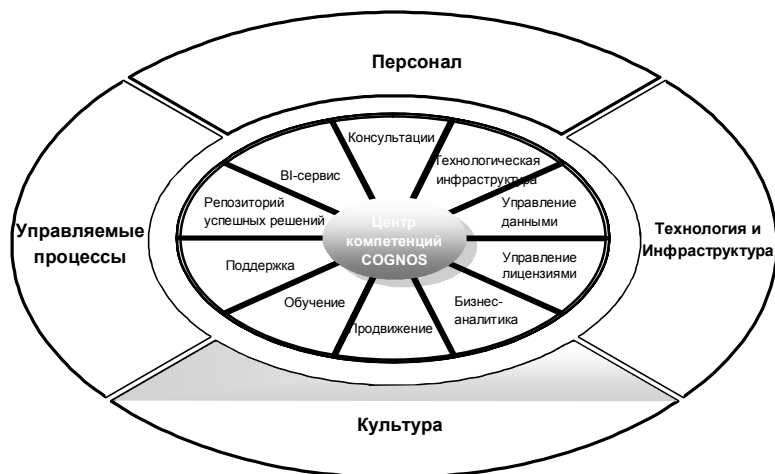 Персонал
Консультации
Технологическая
инфраструктура
BI-сервис
Репозиторий
успешных решений
Управление
данными
Центр
компетенций
COGNOS
Управляемые
процессы
Технология и
Инфраструктура
Поддержка
Управление
лицензиями
Обучение
Бизнес-
аналитика
Продвижение
Культура